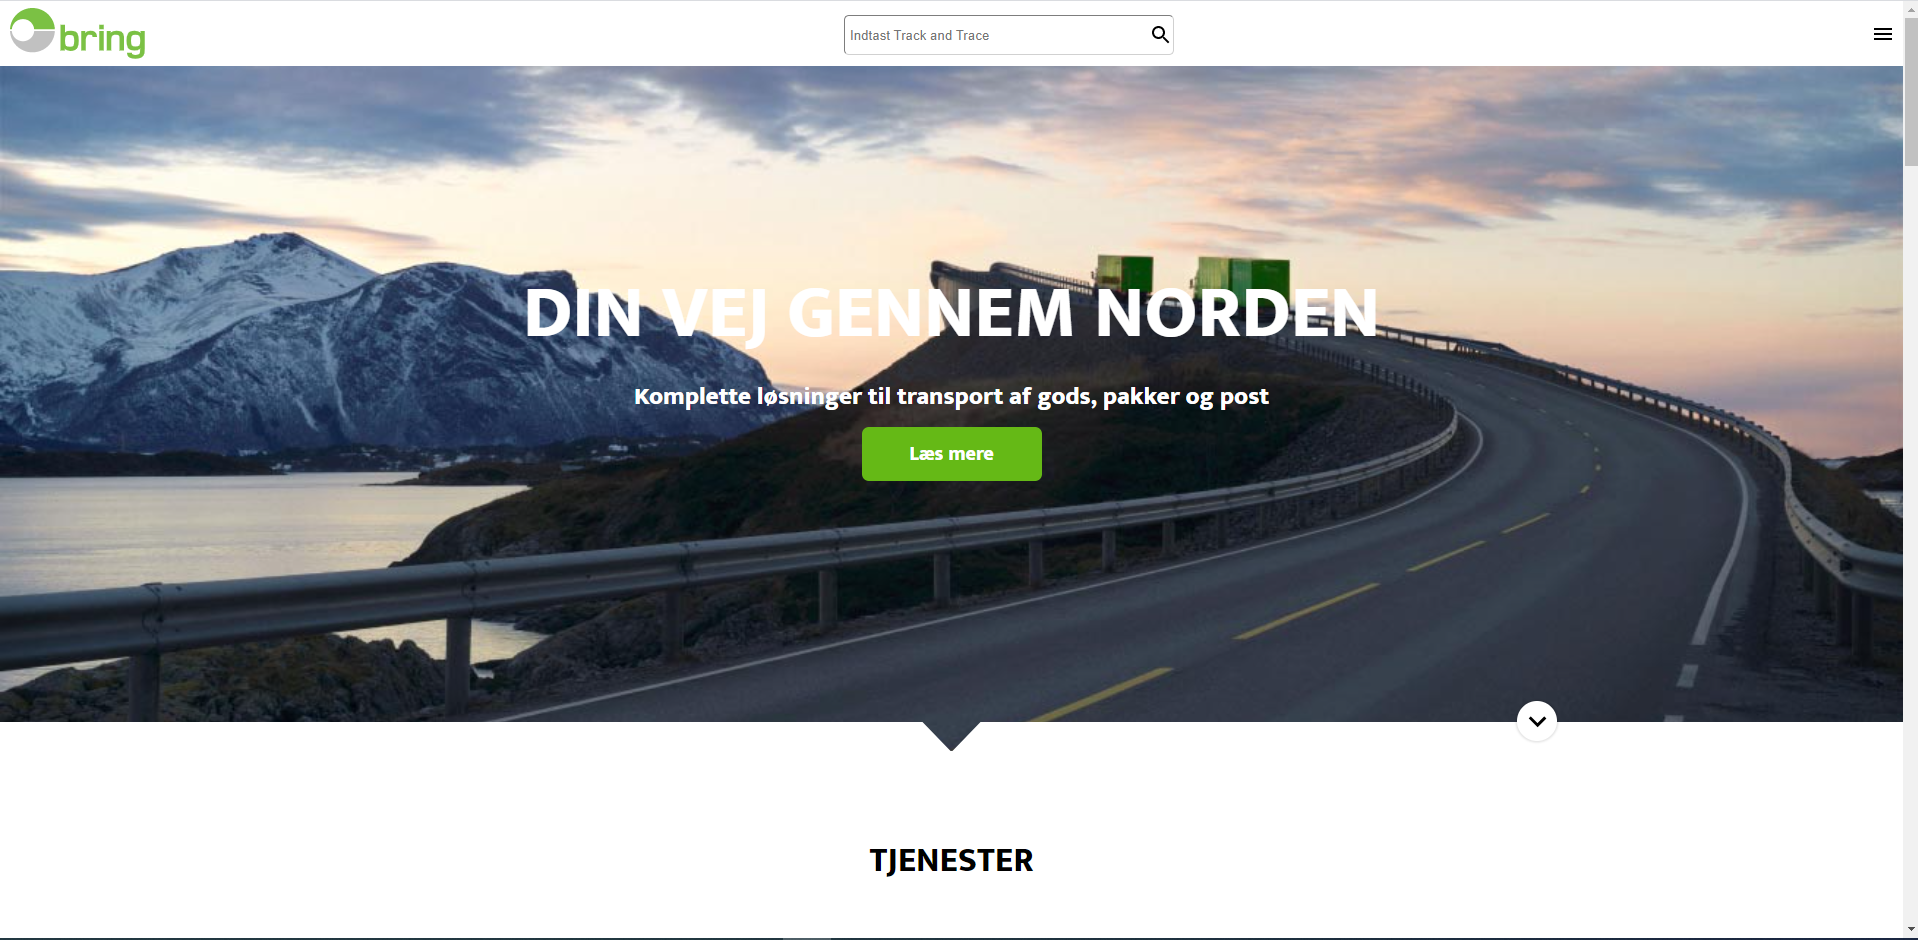 bring
Indtast Track and Trace
DIN VEJ GENNEM NORDEN
Komplette løsninger til transport af gods, pakker og post
Læs mere
TJENESTER